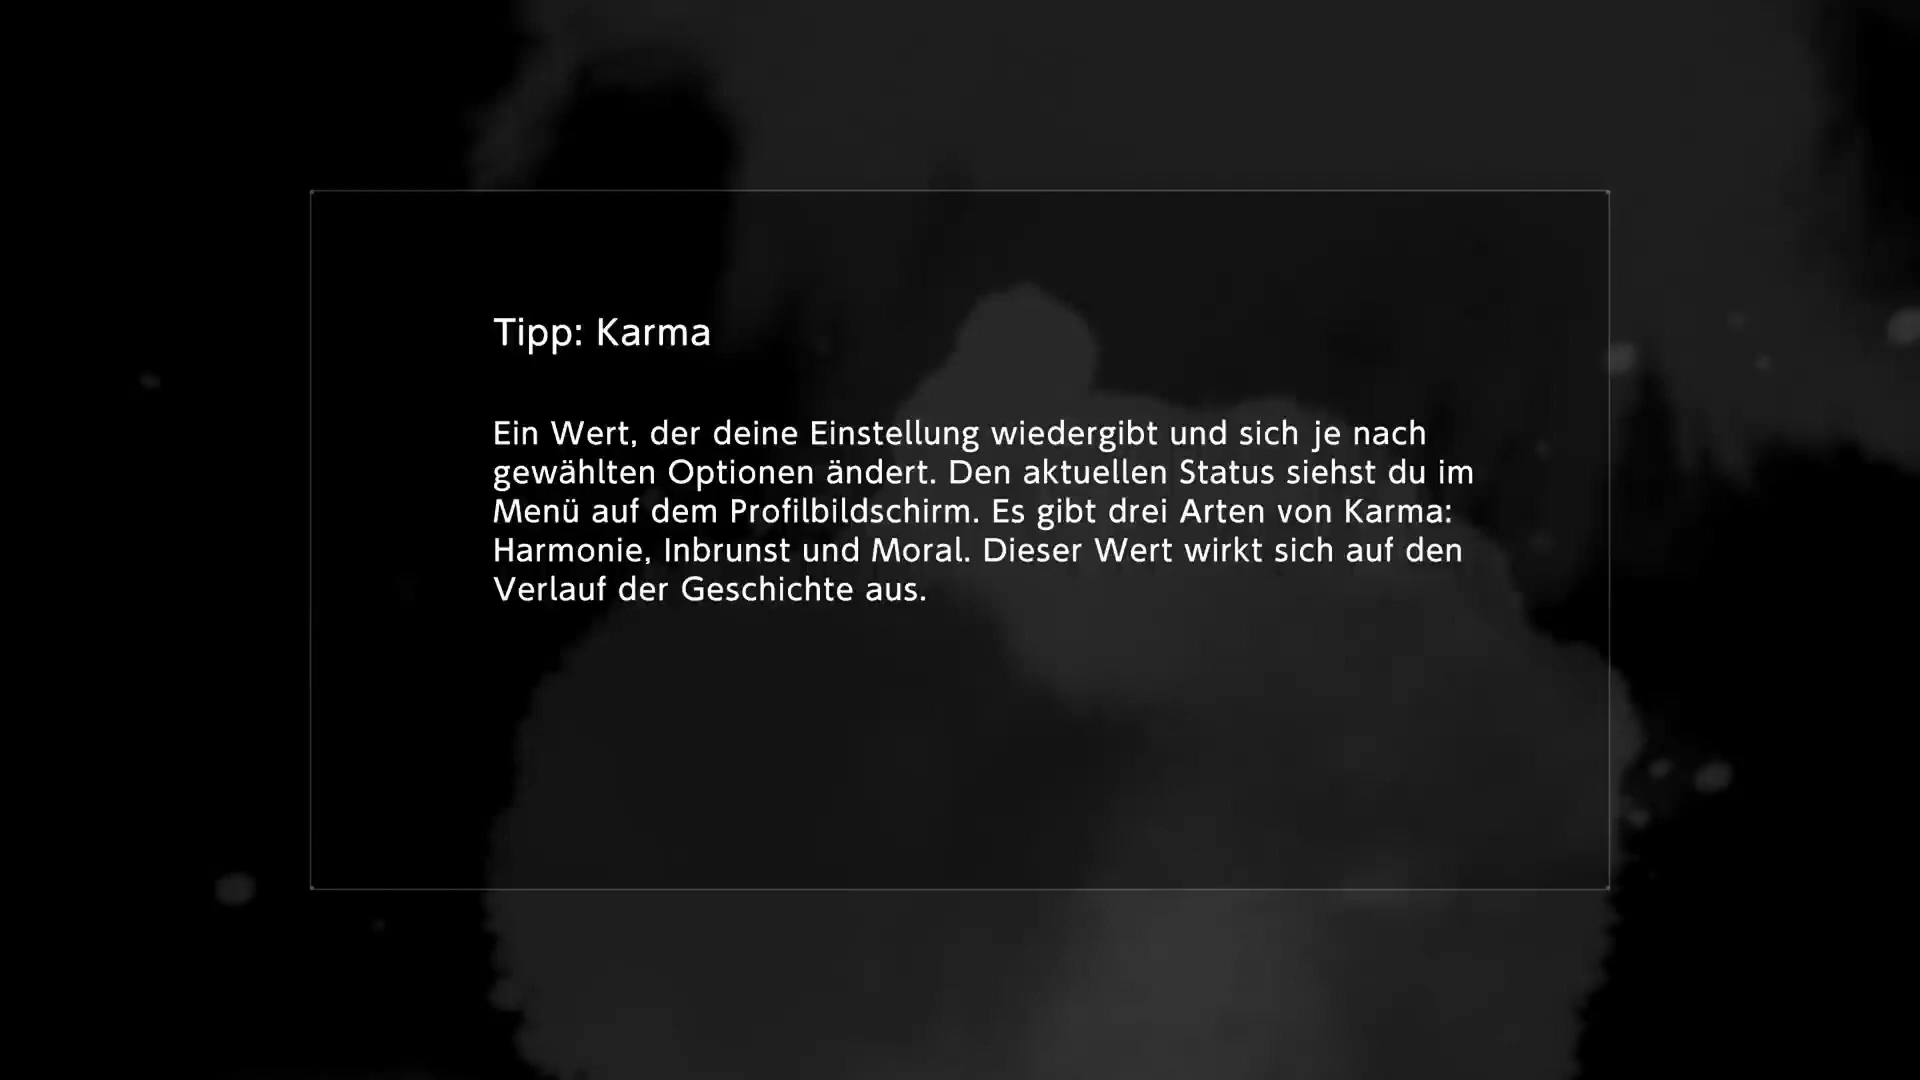 Tipp: Karma
Ein Wert, der deine Einstellung wiedergibt und sich je nach
gewählten Optionen ändert. Den aktuellen Status siehst du im
Menü auf dem Profilbildschirm. Es gibt drei Arten von Karma:
Harmonie, Inbrunst und Moral. Dieser Wert wirkt sich auf den
Verlauf der Geschichte aus.